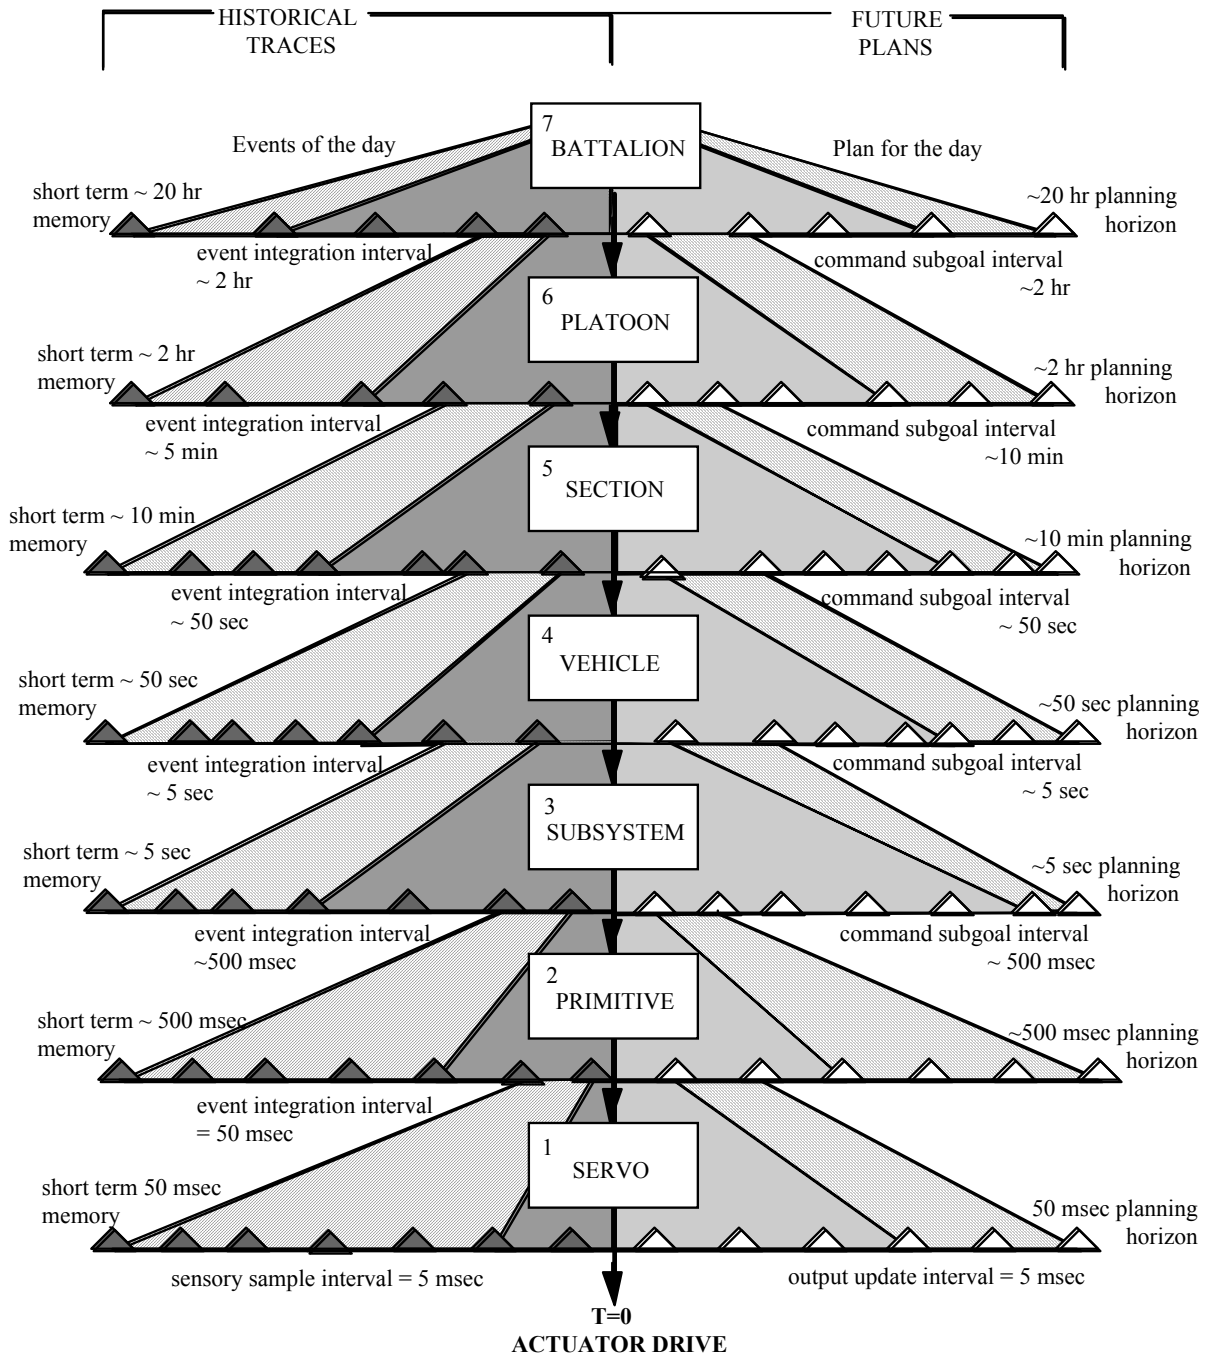 HISTORICAL
TRACES
FUTURE
PLANS
7
BATTALION
Events of the day
Plan for the day
short term ~ 20 hr
memory
~20 hr planning
horizon
event integration interval
~ 2 hr
command subgoal interval
~2 hr
6
PLATOON
short term ~ 2 hr
memory
~2 hr planning
horizon
event integration interval
~ 5 min
command subgoal interval
~10 min
5
SECTION
short term ~ 10 min
memory
~10 min planning
horizon
event integration interval
~ 50 sec
command subgoal interval
~ 50 sec
4
VEHICLE
short term ~ 50 sec
memory
~50 sec planning
horizon
event integration interval
~ 5 sec
command subgoal interval
~ 5 sec
3
SUBSYSTEM
short term ~ 5 sec
memory
~5 sec planning
horizon
event integration interval
~500 msec
command subgoal interval
~ 500 msec
2
PRIMITIVE
short term ~ 500 msec
memory
~500 msec planning
horizon
event integration interval
= 50 msec
1
SERVO
short term 50 msec
memory
50 msec planning
horizon
sensory sample interval = 5 msec
output update interval = 5 msec
T=0
ACTUATOR DRIVE